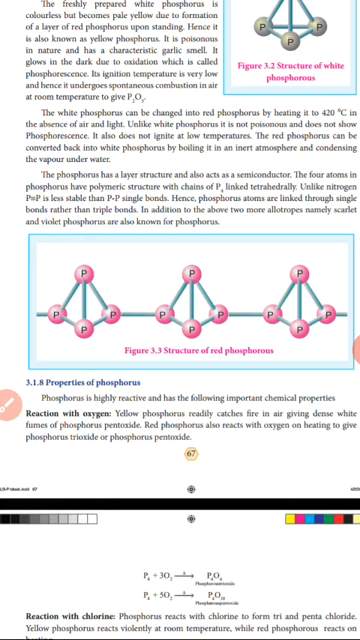 The freshly prepared white phosphorus is
colourless but becomes pale yellow due to formation
of a layer of red phosphorus upon standing. Hence it
is also known as yellow phosphorus. It is poisonous
in nature and has a characteristic garlic smell. It
glows in the dark due to oxidation which is called
phosphorescence. Its ignition temperature is very low
and hence it undergoes spontaneous combustion in air
at room temperature to give P₂O₅.
P P
P
Figure 3.2 Structure of white
phosphorous
The white phosphorus can be changed into red phosphorus by heating it to 420 ⁰C in
the absence of air and light. Unlike white phosphorus it is not poisonous and does not show
Phosphorescence. It also does not ignite at low temperatures. The red phosphorus can be
converted back into white phosphorus by boiling it in an inert atmosphere and condensing
the vapour under water.
The phosphorus has a layer structure and also acts as a semiconductor. The four atoms in
phosphorus have polymeric structure with chains of P₄ linked tetrahedrally. Unlike nitrogen
P≡P is less stable than P-P single bonds. Hence, phosphorus atoms are linked through single
bonds rather than triple bonds. In addition to the above two more allotropes namely scarlet
and violet phosphorus are also known for phosphorus.
P P P
P P P P P P
P P P
Figure 3.3 Structure of red phosphorous
3.1.8 Properties of phosphorus
Phosphorus is highly reactive and has the following important chemical properties
Reaction with oxygen: Yellow phosphorus readily catches fire in air giving dense white
fumes of phosphorus pentoxide. Red phosphorus also reacts with oxygen on heating to give
phosphorus trioxide or phosphorus pentoxide.
67
P₄ + 3O₂ —Δ→ P₄O₆
Phosphorustrioxide
P₄ + 5O₂ —Δ→ P₄O₁₀
Phosphorouspentoxide
Reaction with chlorine: Phosphorus reacts with chlorine to form tri and penta chloride.
Yellow phosphorus reacts violently at room temperature, while red phosphorus reacts on